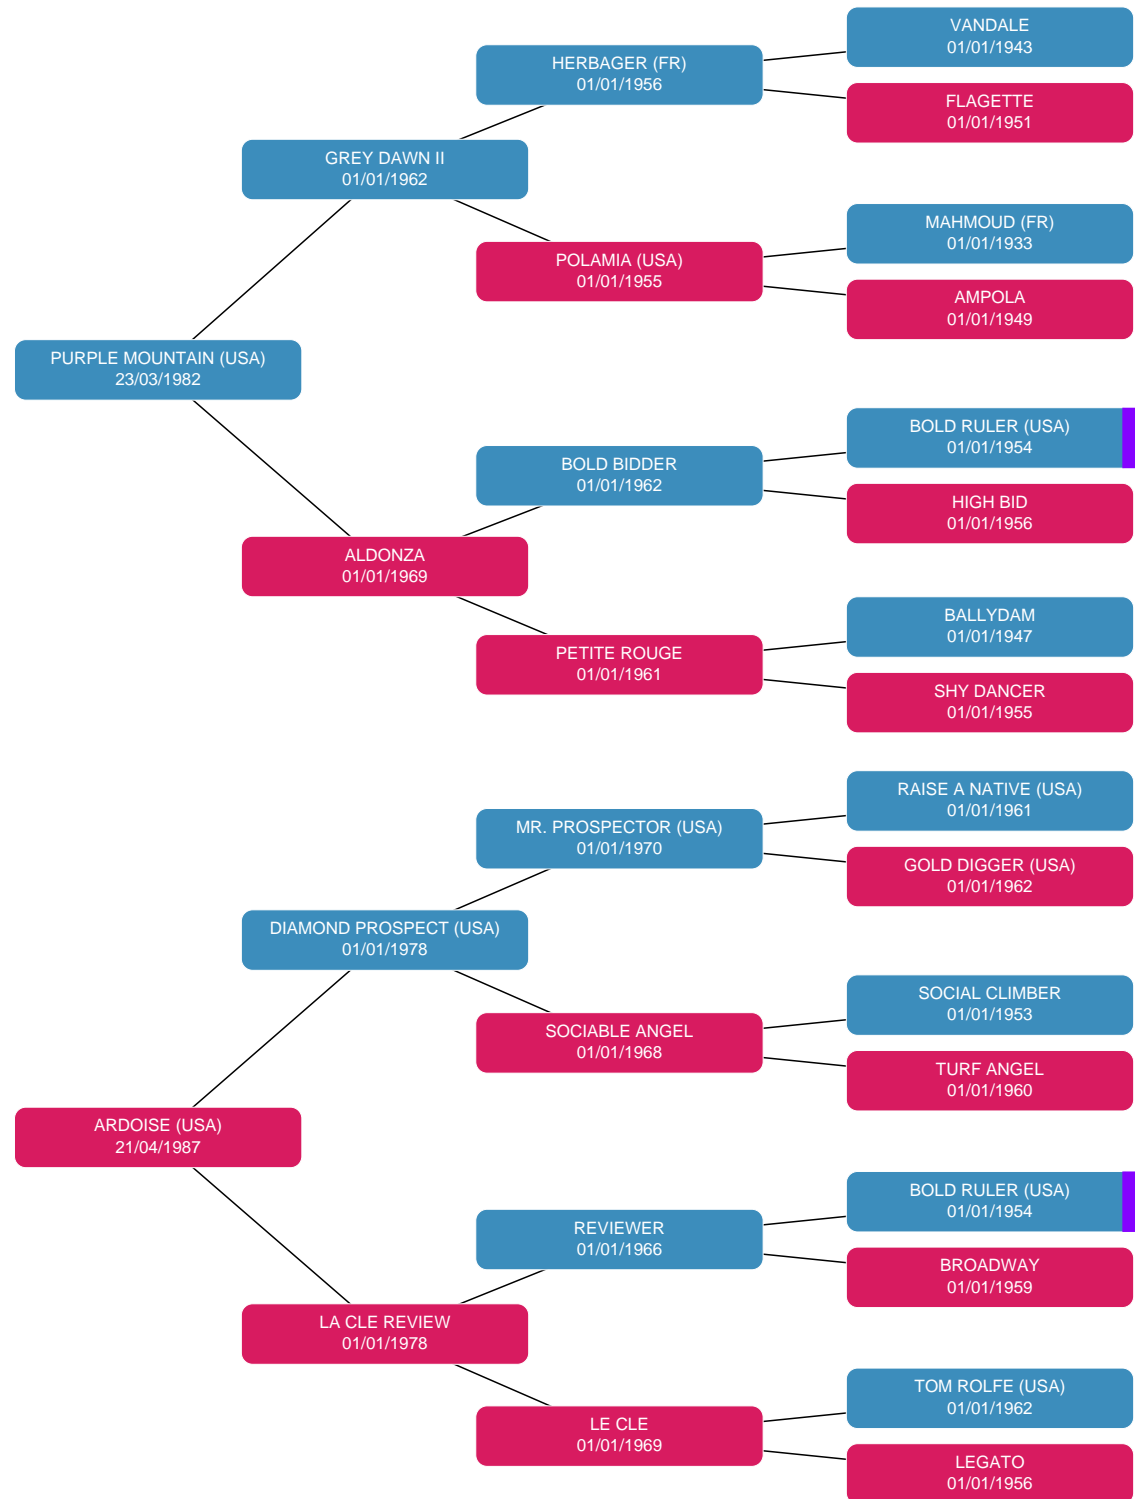 VANDALE
01/01/1943
HERBAGER (FR)
01/01/1956
FLAGETTE
01/01/1951
GREY DAWN II
01/01/1962
MAHMOUD (FR)
01/01/1933
POLAMIA (USA)
01/01/1955
AMPOLA
01/01/1949
PURPLE MOUNTAIN (USA)
23/03/1982
BOLD RULER (USA)
01/01/1954
BOLD BIDDER
01/01/1962
HIGH BID
01/01/1956
ALDONZA
01/01/1969
BALLYDAM
01/01/1947
PETITE ROUGE
01/01/1961
SHY DANCER
01/01/1955
RAISE A NATIVE (USA)
01/01/1961
MR. PROSPECTOR (USA)
01/01/1970
GOLD DIGGER (USA)
01/01/1962
DIAMOND PROSPECT (USA)
01/01/1978
SOCIAL CLIMBER
01/01/1953
SOCIABLE ANGEL
01/01/1968
TURF ANGEL
01/01/1960
ARDOISE (USA)
21/04/1987
BOLD RULER (USA)
01/01/1954
REVIEWER
01/01/1966
BROADWAY
01/01/1959
LA CLE REVIEW
01/01/1978
TOM ROLFE (USA)
01/01/1962
LE CLE
01/01/1969
LEGATO
01/01/1956